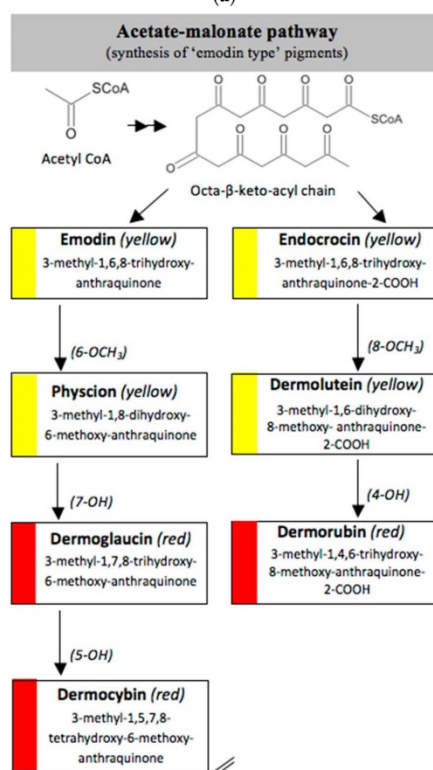 (a)
Acetate-malonate pathway
(synthesis of 'emodin type' pigments)
SCoA
O
Acetyl CoA
O O O O
SCoA
O O O O
Octa-β-keto-acyl chain
Emodin (yellow)
3-methyl-1,6,8-trihydroxy-
anthraquinone
Endocrocin (yellow)
3-methyl-1,6,8-trihydroxy-
anthraquinone-2-COOH
(6-OCH₃)
(8-OCH₃)
Physcion (yellow)
3-methyl-1,8-dihydroxy-
6-methoxy-anthraquinone
Dermolutein (yellow)
3-methyl-1,6-dihydroxy-
8-methoxy- anthraquinone-
2-COOH
(7-OH)
(4-OH)
Dermoglaucin (red)
3-methyl-1,7,8-trihydroxy-
6-methoxy-anthraquinone
Dermorubin (red)
3-methyl-1,4,6-trihydroxy-
8-methoxy-anthraquinone-
2-COOH
(5-OH)
Dermocybin (red)
3-methyl-1,5,7,8-
tetrahydroxy-6-methoxy-
anthraquinone